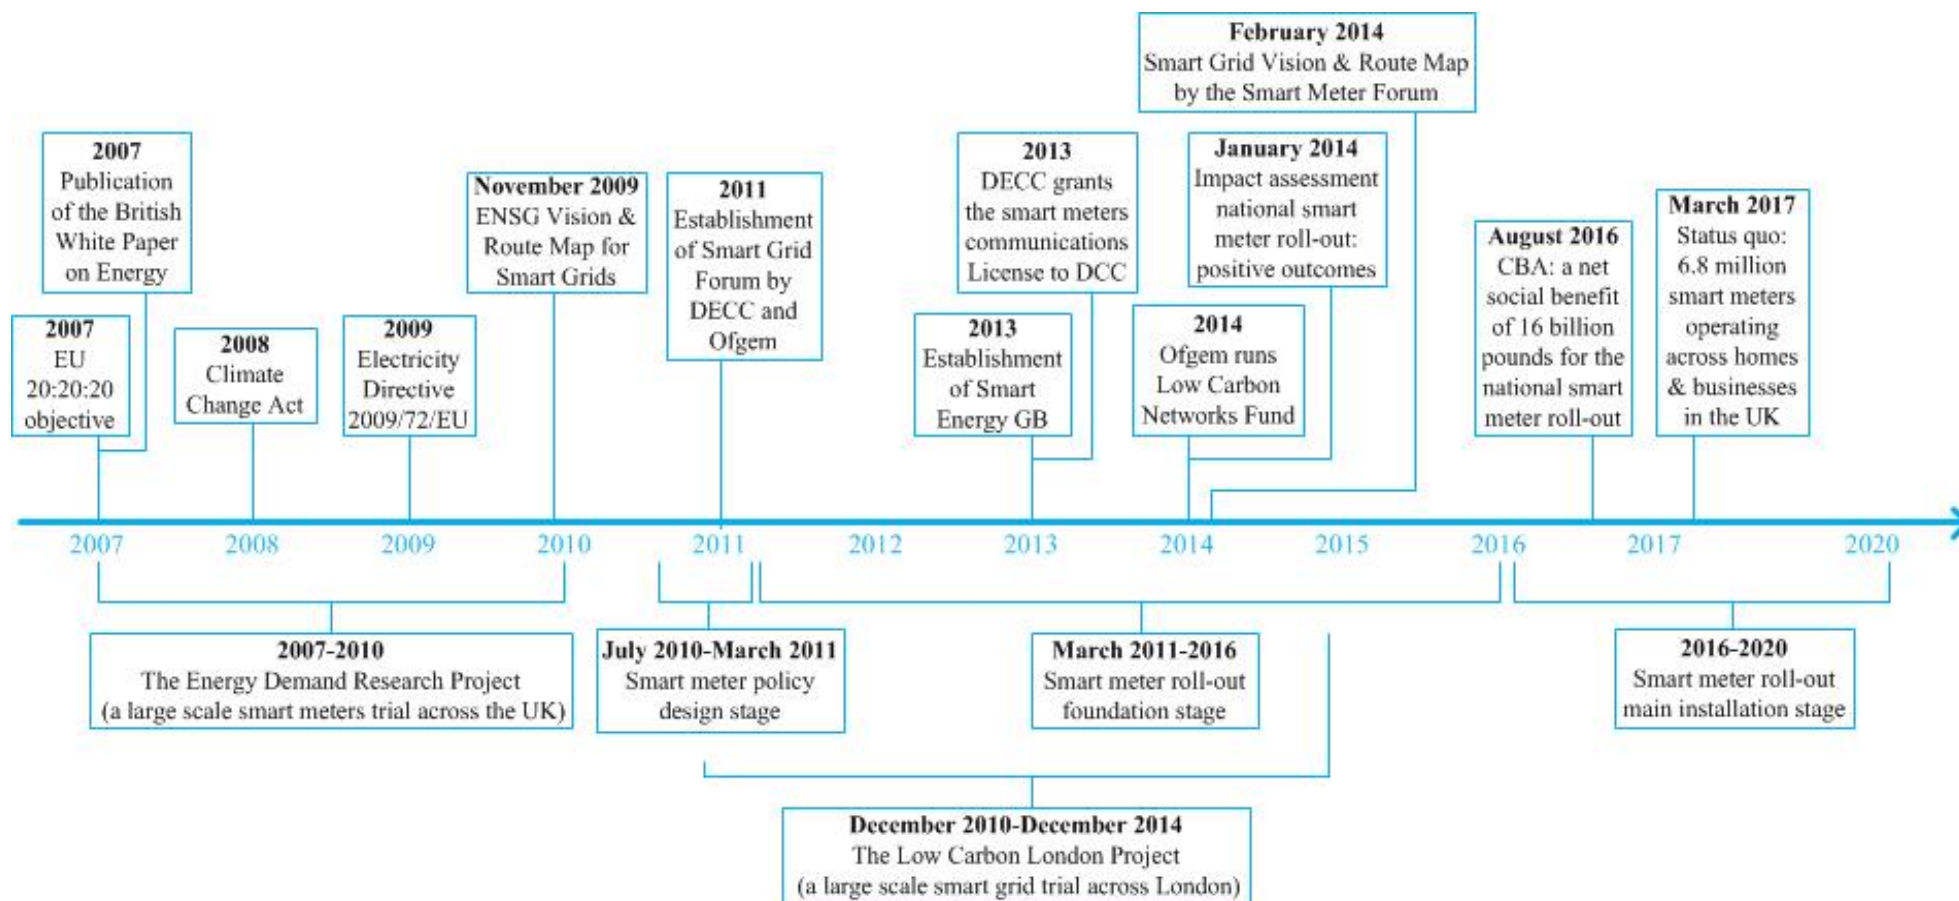 February 2014
Smart Grid Vision & Route Map
by the Smart Meter Forum
2007
Publication
of the British
White Paper
on Energy
November 2009
ENSG Vision &
Route Map for
Smart Grids
2011
Establishment
of Smart Grid
Forum by
DECC and
Ofgem
2013
DECC grants
the smart meters
communications
License to DCC
January 2014
Impact assessment
national smart
meter roll-out:
positive outcomes
August 2016
CBA: a net
social benefit
of 16 billion
pounds for the
national smart
meter roll-out
March 2017
Status quo:
6.8 million
smart meters
operating
across homes
& businesses
in the UK
2007
EU
20:20:20
objective
2008
Climate
Change Act
2009
Electricity
Directive
2009/72/EU
2013
Establishment
of Smart
Energy GB
2014
Ofgem runs
Low Carbon
Networks Fund
2007 2008 2009 2010 2011 2012 2013 2014 2015 2016 2017 2020
2007-2010
The Energy Demand Research Project
(a large scale smart meters trial across the UK)
July 2010-March 2011
Smart meter policy
design stage
March 2011-2016
Smart meter roll-out
foundation stage
2016-2020
Smart meter roll-out
main installation stage
December 2010-December 2014
The Low Carbon London Project
(a large scale smart grid trial across London)